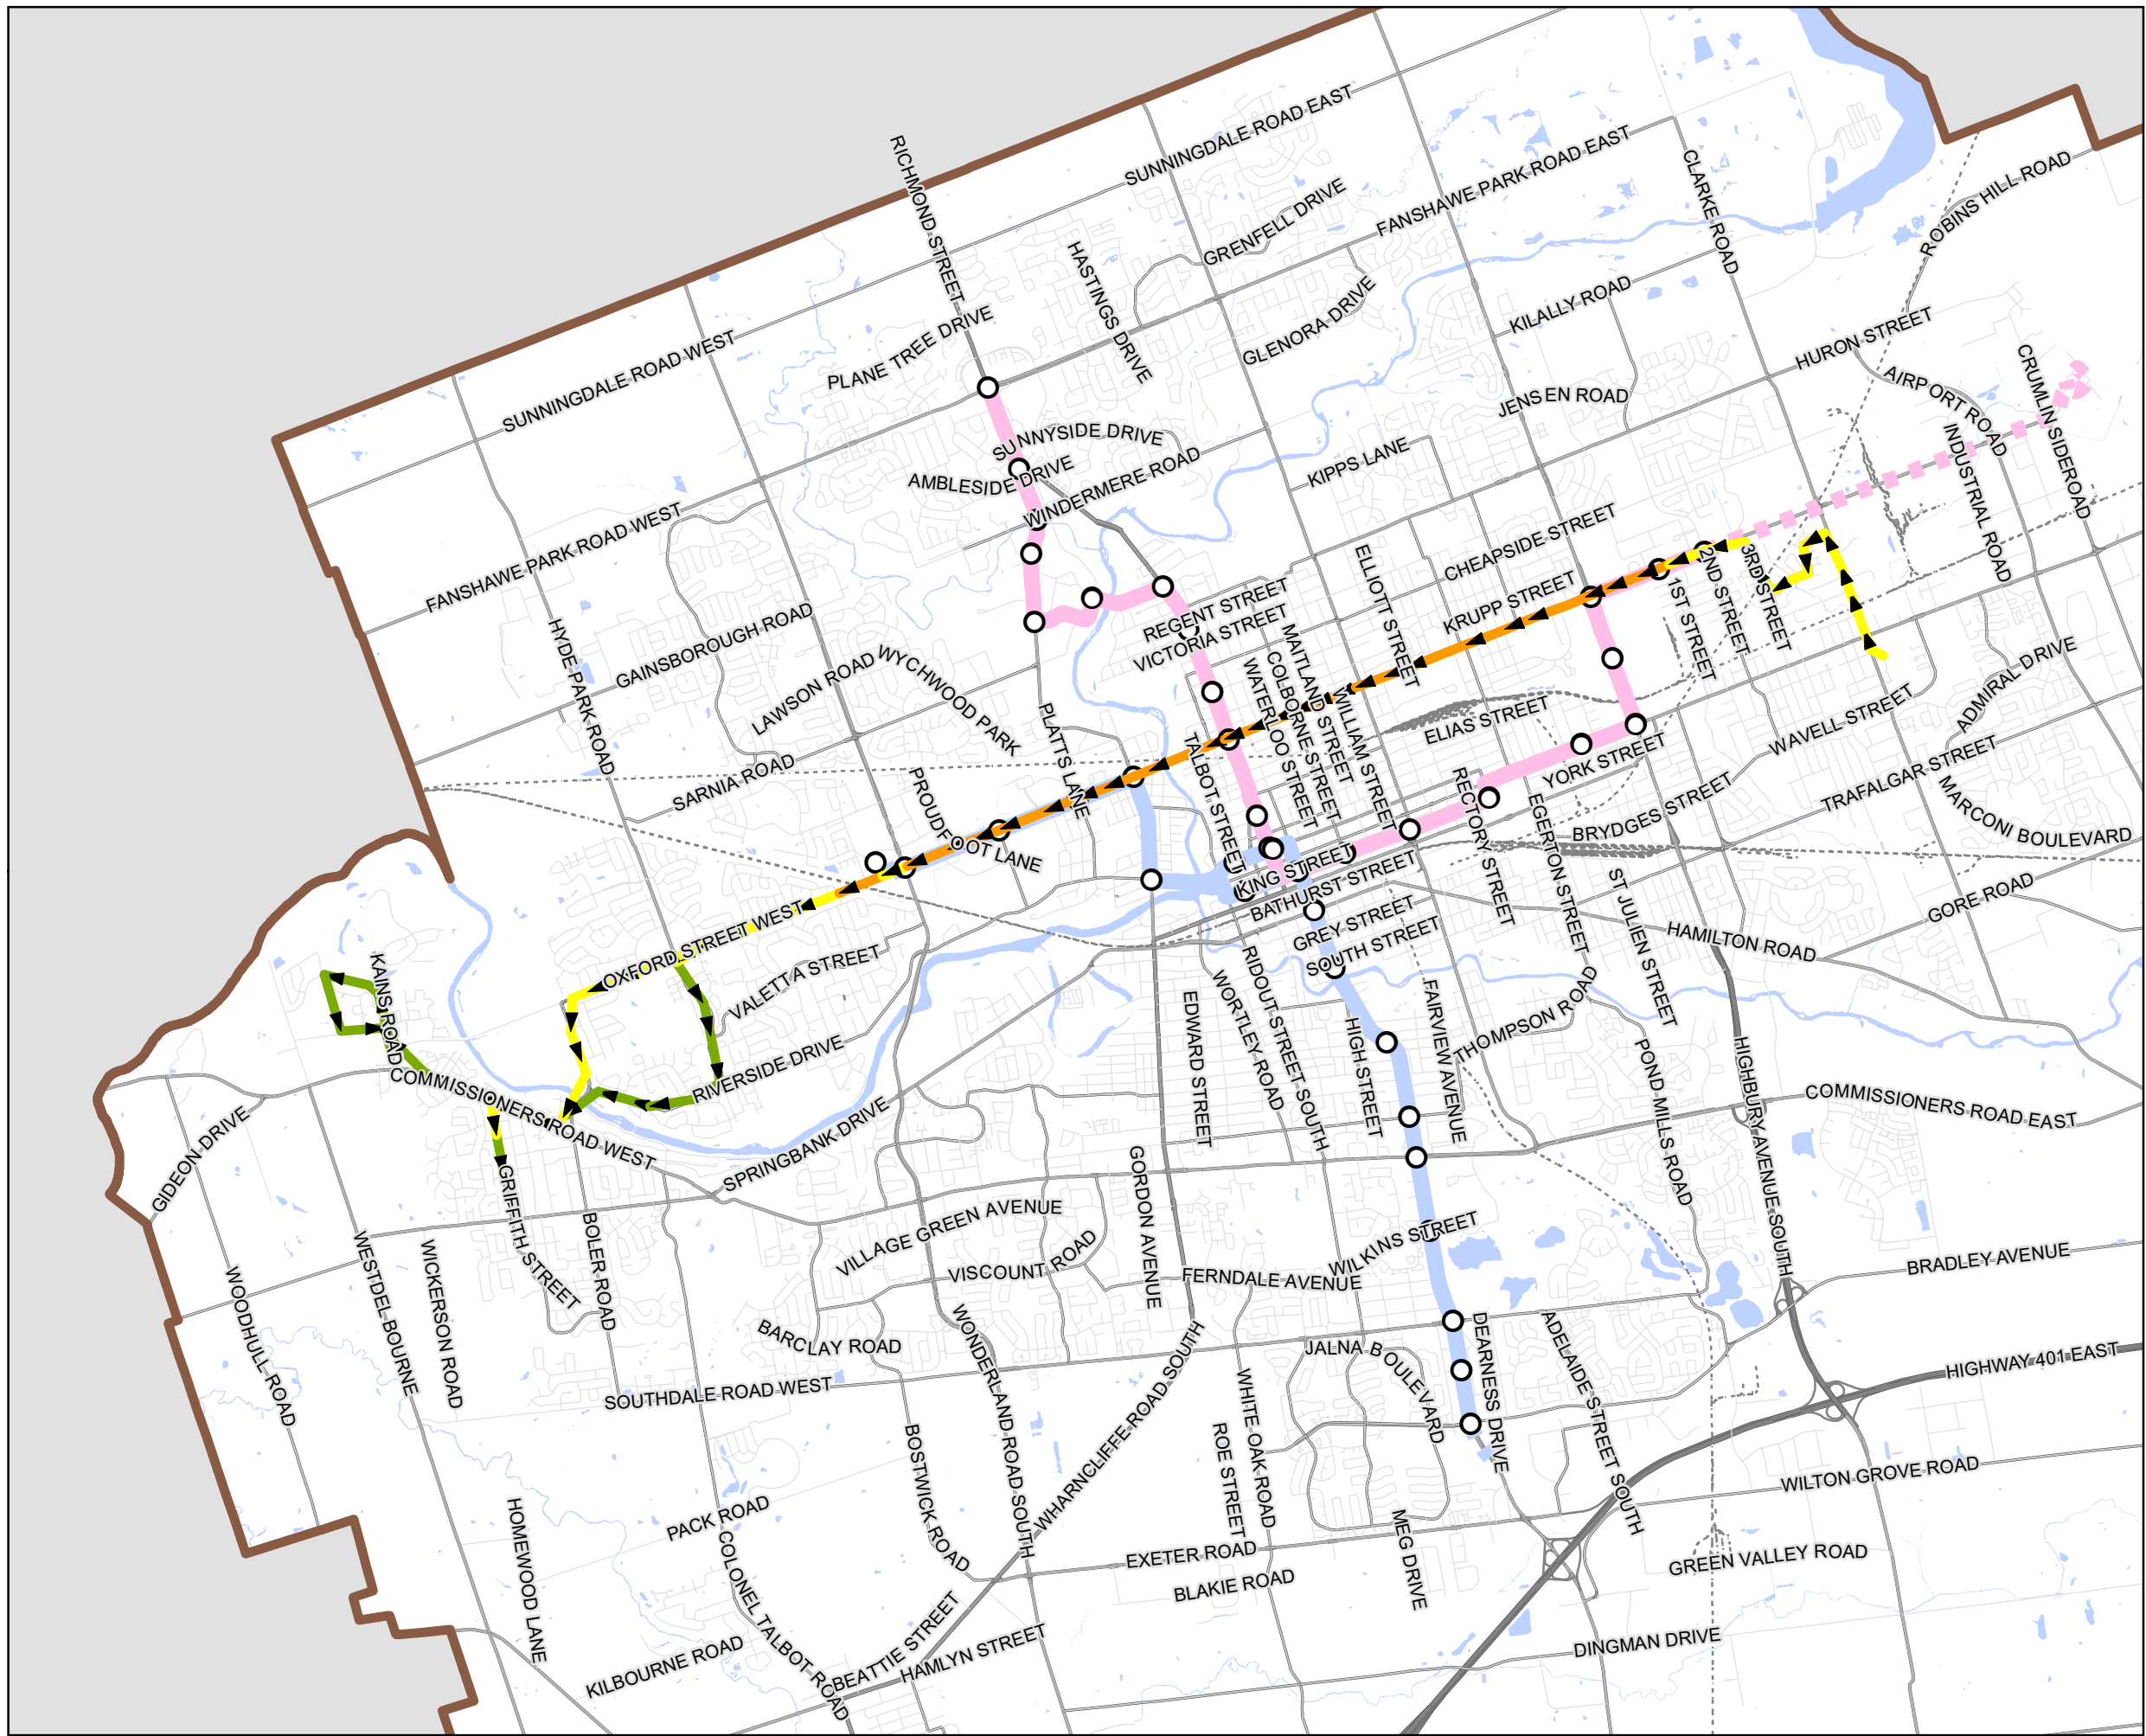 SUNNINGDALE ROAD EAST
RICHMOND STREET
FANSHAWE PARK ROAD EAST
CLARKE ROAD
ROBINS HILL ROAD
GRENFELL DRIVE
HASTINGS DRIVE
KILALLY ROAD
GLENORA DRIVE
PLANE TREE DRIVE
HURON STREET
SUNNINGDALE ROAD WEST
AIRPORT ROAD
CRUMLIN SIDEROAD
JENSEN ROAD
SUNNYSIDE DRIVE
AMBLESIDE DRIVE
WINDERMERE ROAD
KIPPS LANE
INDUSTRIAL ROAD
FANSHAWE PARK ROAD WEST
CHEAPSIDE STREET
ELLIOTT STREET
KRUPP STREET
1ST STREET
2ND STREET
3RD STREET
REGENT STREET
VICTORIA STREET
HYDE PARK ROAD
GAINSBOROUGH ROAD
LAWSON ROAD
WYCHWOOD PARK
MAITLAND STREET
COLBORNE STREET
WATERLOO STREET
WILLIAM STREET
ADMIRAL DRIVE
ELIAS STREET
WAVELL STREET
PLATTS LANE
TALBOT STREET
YORK STREET
TRAFALGAR STREET
SARNIA ROAD
PROUDFOOT LANE
RECTORY STREET
EGERTON STREET
BRYDGES STREET
MARCONI BOULEVARD
KING STREET
BATHURST STREET
ST JULIEN STREET
GORE ROAD
GREY STREET
SOUTH STREET
HAMILTON ROAD
OXFORD STREET WEST
VALETTA STREET
KAINS ROAD
RIDOUT STREET SOUTH
WORTLEY ROAD
EDWARD STREET
FAIRVIEW AVENUE
THOMPSON ROAD
HIGH STREET
POND MILLS ROAD
HIGHBURY AVENUE SOUTH
RIVERSIDE DRIVE
COMMISSIONERS ROAD WEST
COMMISSIONERS ROAD EAST
GIDEON DRIVE
SPRINGBANK DRIVE
GORDON AVENUE
GRIFFITH STREET
BOLER ROAD
VILLAGE GREEN AVENUE
WILKINS STREET
VISCOUNT ROAD
FERNDALE AVENUE
BRADLEY AVENUE
WOODHULL ROAD
WESTDEL BOURNE
WICKERSON ROAD
BARCLAY ROAD
WONDERLAND ROAD SOUTH
WHARNCLIFFE ROAD SOUTH
JALNA BOULEVARD
DEARNESS DRIVE
ADELAIDE STREET SOUTH
HIGHWAY 401 EAST
SOUTHDALE ROAD WEST
WHITE OAK ROAD
ROE STREET
BOSTWICK ROAD
WILTON GROVE ROAD
PACK ROAD
HOMEWOOD LANE
COLONEL TALBOT ROAD
MEG DRIVE
EXETER ROAD
BLAKIE ROAD
GREEN VALLEY ROAD
BEATTIE STREET
HAMLYN STREET
KILBOURNE ROAD
DINGMAN DRIVE